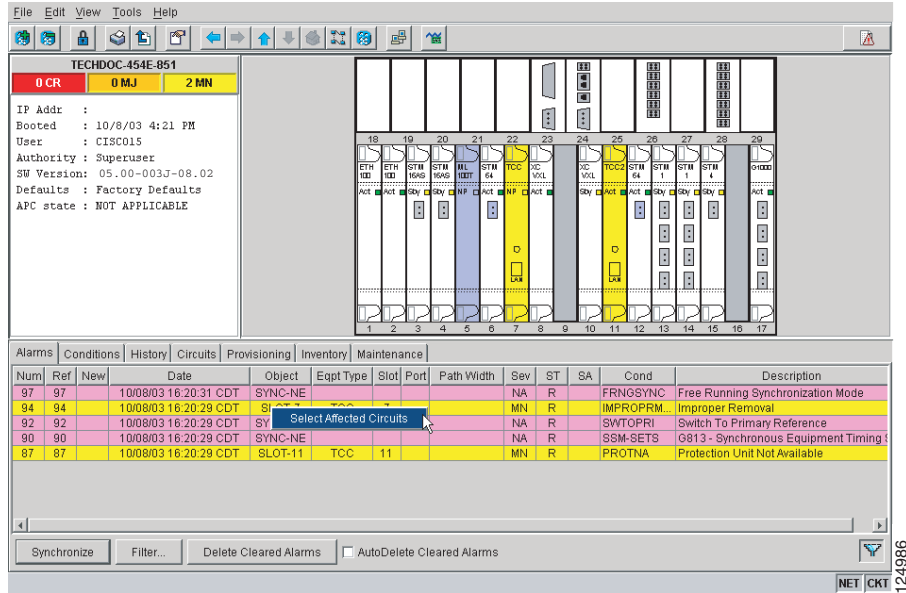 File Edit View Tools Help
TECHDOC-454E-851
0 CR 0 MJ 2 MN
IP Addr :
Booted : 10/8/03 4:21 PM
User : CISCO15
Authority : Superuser
SW Version: 05.00-003J-08.02
Defaults : Factory Defaults
APC state : NOT APPLICABLE
18 19 20 21 22 23 24 25 26 27 28 29
ETH 100 ETH 100 STM 16AS STM 16AS ML 100T STM 64 TCC XC VXL XC VXL TCC2 STM 64 STM 1 STM 1 STM 4 G1000
Act Act Sby Sby NP Act NP Act Sby Act Act Act Sby Sby Act
LAN LAN
1 2 3 4 5 6 7 8 9 10 11 12 13 14 15 16 17
Alarms Conditions History Circuits Provisioning Inventory Maintenance
Num Ref New Date Object Eqpt Type Slot Port Path Width Sev ST SA Cond Description
97 97 10/08/03 16:20:31 CDT SYNC-NE NA R FRNGSYNC Free Running Synchronization Mode
94 94 10/08/03 16:20:29 CDT SLOT-7 TCC 7 MN R IMPROPRM... Improper Removal
Select Affected Circuits
92 92 10/08/03 16:20:29 CDT SY NA R SWTOPRI Switch To Primary Reference
90 90 10/08/03 16:20:29 CDT SYNC-NE NA R SSM-SETS G813 - Synchronous Equipment Timing S
87 87 10/08/03 16:20:29 CDT SLOT-11 TCC 11 MN R PROTNA Protection Unit Not Available
Synchronize Filter... Delete Cleared Alarms AutoDelete Cleared Alarms
NET CKT
124986